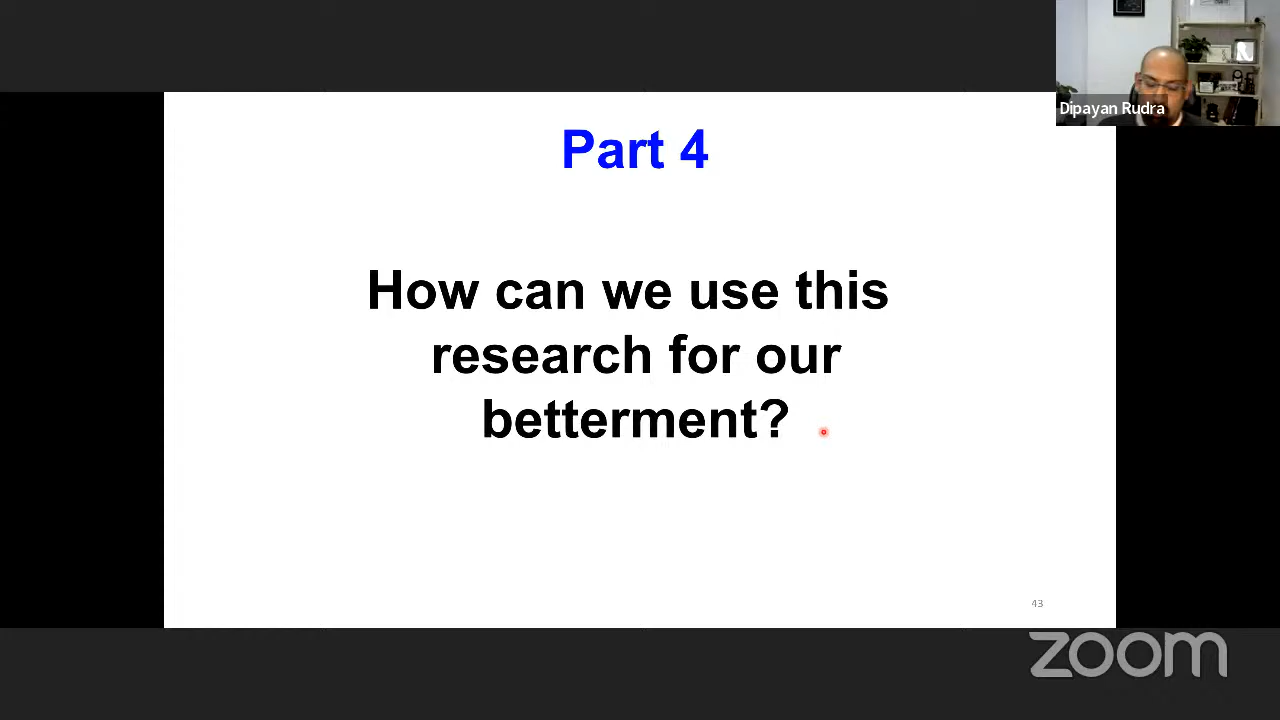 Dipayan Rudra
Part 4
How can we use this
research for our
betterment?
43
zoom